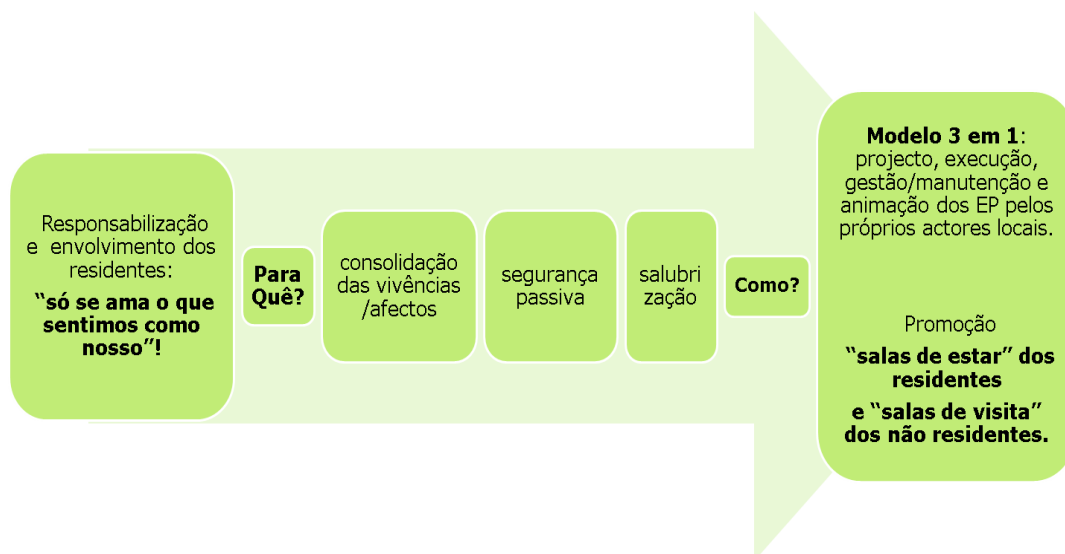 Responsabilização
e envolvimento dos
residentes:
“só se ama o que
sentimos como
nosso”!
Para
Quê?
consolidação
das vivências
/afectos
segurança
passiva
salubri
zação
Como?
Modelo 3 em 1:
projecto, execução,
gestão/manutenção e
animação dos EP pelos
próprios actores locais.
Promoção
“salas de estar” dos
residentes
e “salas de visita”
dos não residentes.